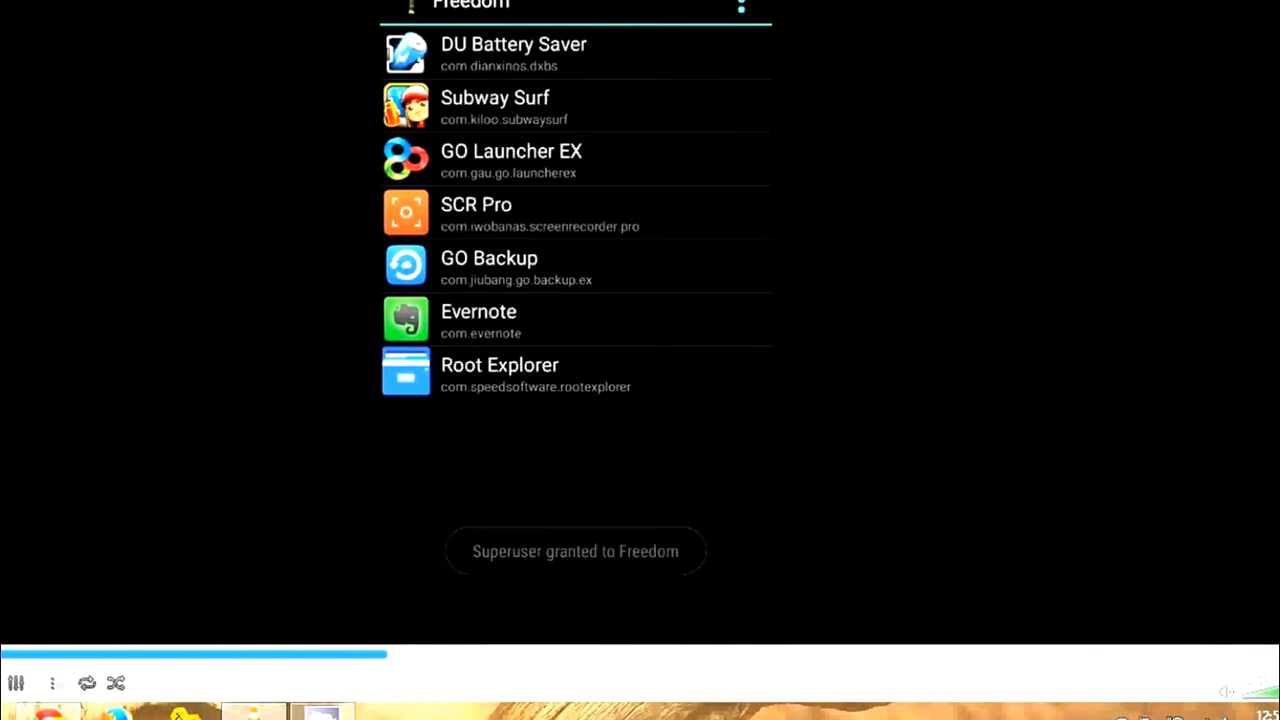 Freedom
DU Battery Saver
com.dianxinos.dxbs
Subway Surf
com.kiloo.subwaysurf
GO Launcher EX
com.gau.go.launcherex
SCR Pro
com.iwobanas.screenrecorder.pro
GO Backup
com.jiubang.go.backup.ex
Evernote
com.evernote
Root Explorer
com.speedsoftware.rootexplorer
Superuser granted to Freedom